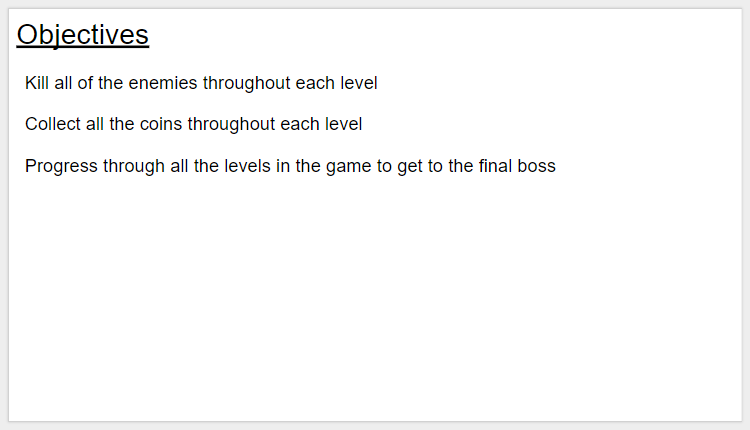 Objectives
Kill all of the enemies throughout each level
Collect all the coins throughout each level
Progress through all the levels in the game to get to the final boss